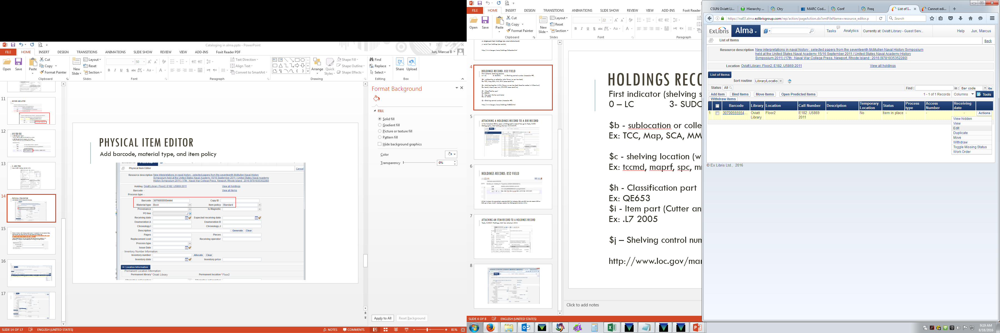 Cataloging in alma.pptx - PowerPoint
FILE HOME INSERT DESIGN TRANSITIONS ANIMATIONS SLIDE SHOW REVIEW VIEW ADD-INS Foxit Reader PDF
Jun, Marcus B
Open Save Paste Cut Copy Format Painter
New Slide Layout Reset Section
50
Text Direction Align Text Convert to SmartArt
Arrange Quick Styles Shape Fill Shape Outline Shape Effects
Find Replace Select
Share Upload
Clipboard Slides Font Paragraph Drawing Editing Box
11
BEFORE AND AFTER
12
852 $$B $$C
13
3. ADD ITEM
14
PHYSICAL ITEM EDITOR
15
16
17
PHYSICAL ITEM EDITOR
Add barcode, material type, and item policy
Physical Item Editor
Cancel
Resource description New interpretations in naval history : selected papers from the seventeenth McMullen Naval History
Symposium held at the United States Naval Academy 15/16 September 2011 / United States Naval Academy
History Symposium 2011) (17th : Naval War College Press, Newport, Rhode Island : 2016 [9781935352280]
Holding Oviatt Library: Floor2; E182 .U5869 2011 View all holdings
Barcode - View all items
Process type -
Barcode 30700555554444 Copy ID
Material type Book Item policy Standard
Provenance Is Magnetic
PO line
Receiving date Expected receiving date
Enumeration A Enumeration B
Chronology I Chronology J
Description Generate Clear
Pages Pieces
Replacement cost Receiving operator
Process type
Issue Date
Inventory Number Information:
Inventory number Allocate Clear
Inventory date Inventory price
Location Information
Permanent Location Information:
Permanent library * Oviatt Library Permanent location * Floor2
Format Background
FILL
Solid fill
Gradient fill
Picture or texture fill
Pattern fill
Hide background graphics
Color
Transparency 0%
Apply to All Reset Background
SLIDE 14 OF 17 ENGLISH (UNITED STATES) NOTES COMMENTS 81%
FILE HOME INSERT DESIGN TRANSITIONS ANIMATIONS SLIDE SHOW REVIEW VIEW ADD-INS Foxit Reader
Open Save Paste Cut Copy Format Painter
New Slide Layout Reset Section
22
Clipboard Slides Font Paragraph
4
HOLDINGS RECORD: 852 FIELD
5
ATTACHING A HOLDINGS RECORD TO A BIB RECORD
6
HOLDINGS RECORD: 852 FIELD
7
ATTACHING AN ITEM RECORD TO A HOLDINGS RECORD
8
HOLDINGS RECO
First indicator (shelving s
0 – LC 3- SUDC
$b - sublocation or colle
Ex: TCC, Map, SCA, MM
$c - shelving location (w
Ex: tccmd, maprf, spc, mr
$h - Classification part
Ex: QE653
$i - Item part (Cutter an
Ex: .L7 2005
$j – Shelving control num
http://www.loc.gov/mar
Click to add notes
SLIDE 4 OF 8 ENGLISH (UNITED STATES)
CSUN Oviatt Li... Hierarchy ... Ctry MARC Cod... Conf Freq List of I... Cannot edi...
https://na03.alma.exlibrisgroup.com/rep/action/pageAction.do?xmlFileName=resource_editor.p
Search
ExLibris Alma Tasks Analytics Currently at: Oviatt Library - Guest Serv... Help Jun, Marcus
List of Items Back
Resource description New interpretations in naval history : selected papers from the seventeenth McMullen Naval History Symposium
held at the United States Naval Academy 15/16 September 2011 / United States Naval Academy History
Symposium 2011) (17th : Naval War College Press, Newport, Rhode Island : 2016 [9781935352280]
Location Oviatt Library: Floor2; E182 .U5869 2011 View all holdings
List of Items
Sort routine Library/Locatio
Status All Find : in : Bar code Go
Add Item Bind Items Move Items Open Predicted Items 1 - 1 of 1 Records Columns Tools
Withdraw items
Barcode Library Location Call Number Description Temporary Location Status Process type Access Number Receiving date
1 30700555554... Oviatt Library Floor2 E182 .U5869 2011 - No Item in place - - - Actions
View hidden
View
Edit
Duplicate
Move
Withdraw
Toggle Missing Status
Work Order
© Ex Libris Ltd., 2016
9:19 AM
8/18/2016